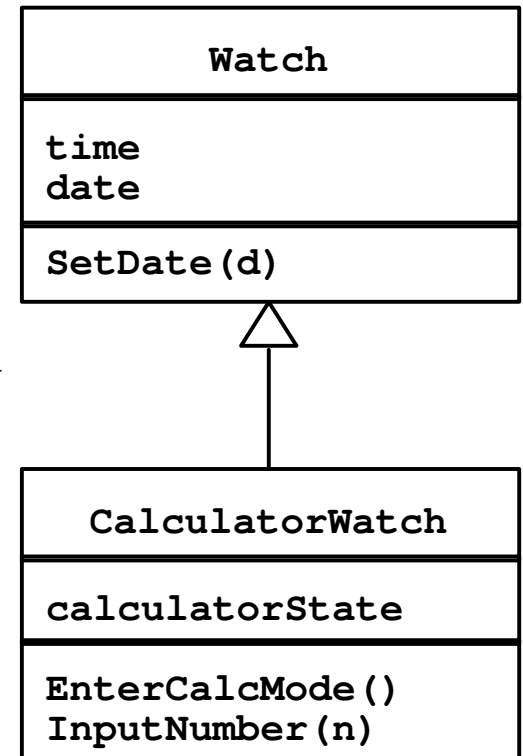 Watch
time
date
SetDate(d)
CalculatorWatch
calculatorState
EnterCalcMode()
InputNumber(n)